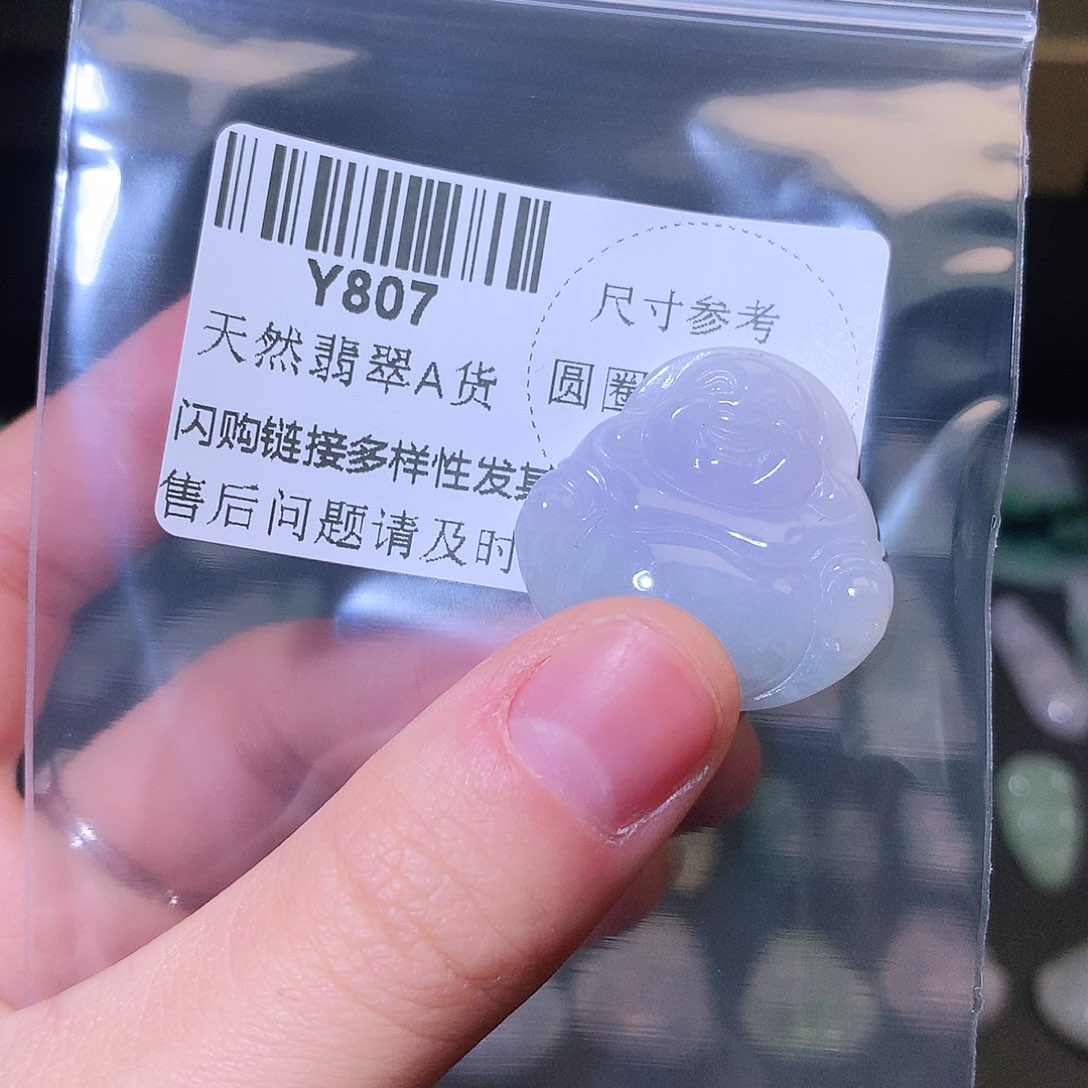 Y807
尺寸参考
天然翡翠A货
圆圈
闪购链接多样性发
售后问题请及时